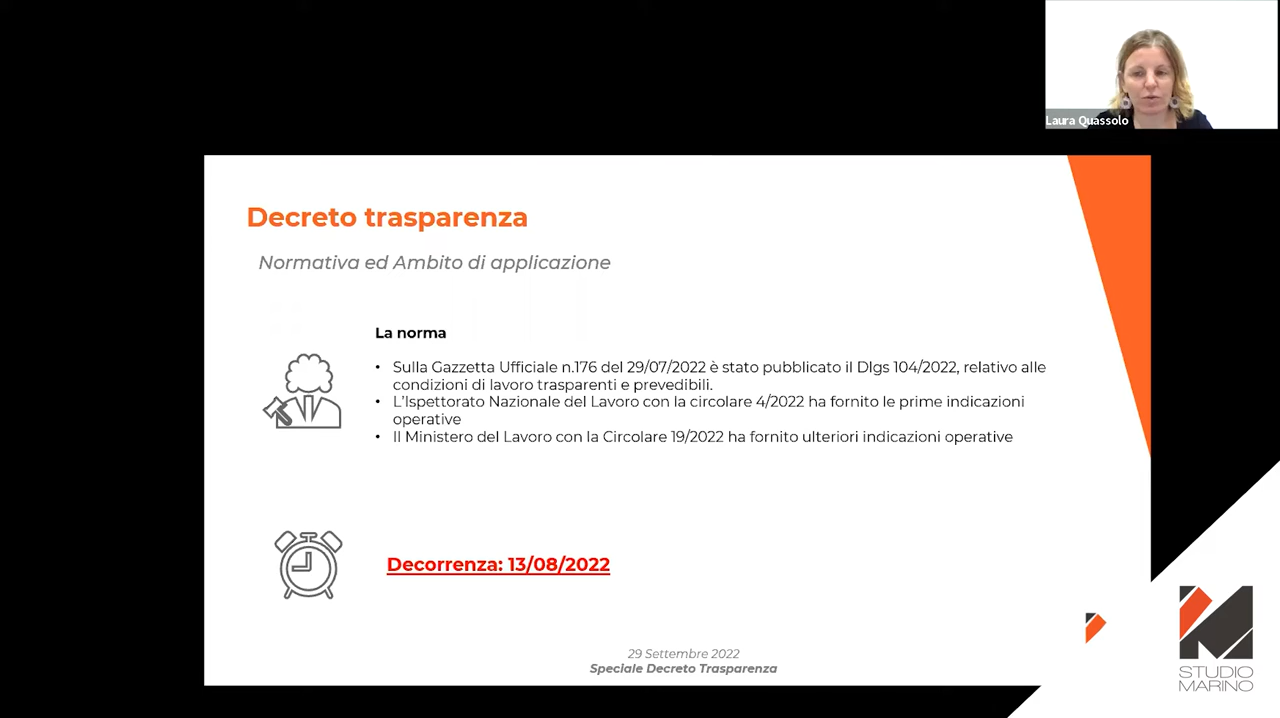 Laura Quassolo
Decreto trasparenza
Normativa ed Ambito di applicazione
La norma
• Sulla Gazzetta Ufficiale n.176 del 29/07/2022 è stato pubblicato il Dlgs 104/2022, relativo alle
condizioni di lavoro trasparenti e prevedibili.
• L'Ispettorato Nazionale del Lavoro con la circolare 4/2022 ha fornito le prime indicazioni
operative
• Il Ministero del Lavoro con la Circolare 19/2022 ha fornito ulteriori indicazioni operative
Decorrenza: 13/08/2022
29 Settembre 2022
Speciale Decreto Trasparenza
STUDIO
MARINO